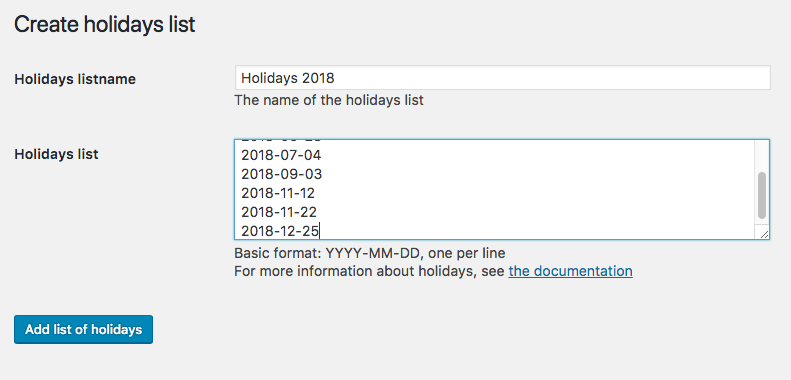 Create holidays list
Holidays listname
Holidays 2018
The name of the holidays list
Holidays list
2018-07-04
2018-09-03
2018-11-12
2018-11-22
2018-12-25
Basic format: YYYY-MM-DD, one per line
For more information about holidays, see the documentation
Add list of holidays